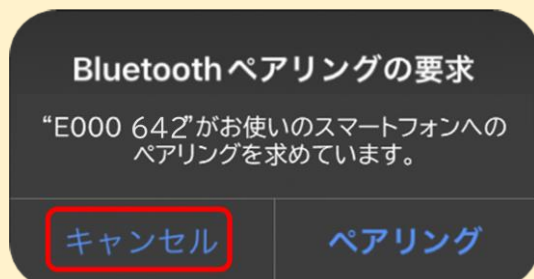 Bluetoothペアリングの要求
“E000 642”がお使いのスマートフォンへの
ペアリングを求めています。
キャンセル
ペアリング